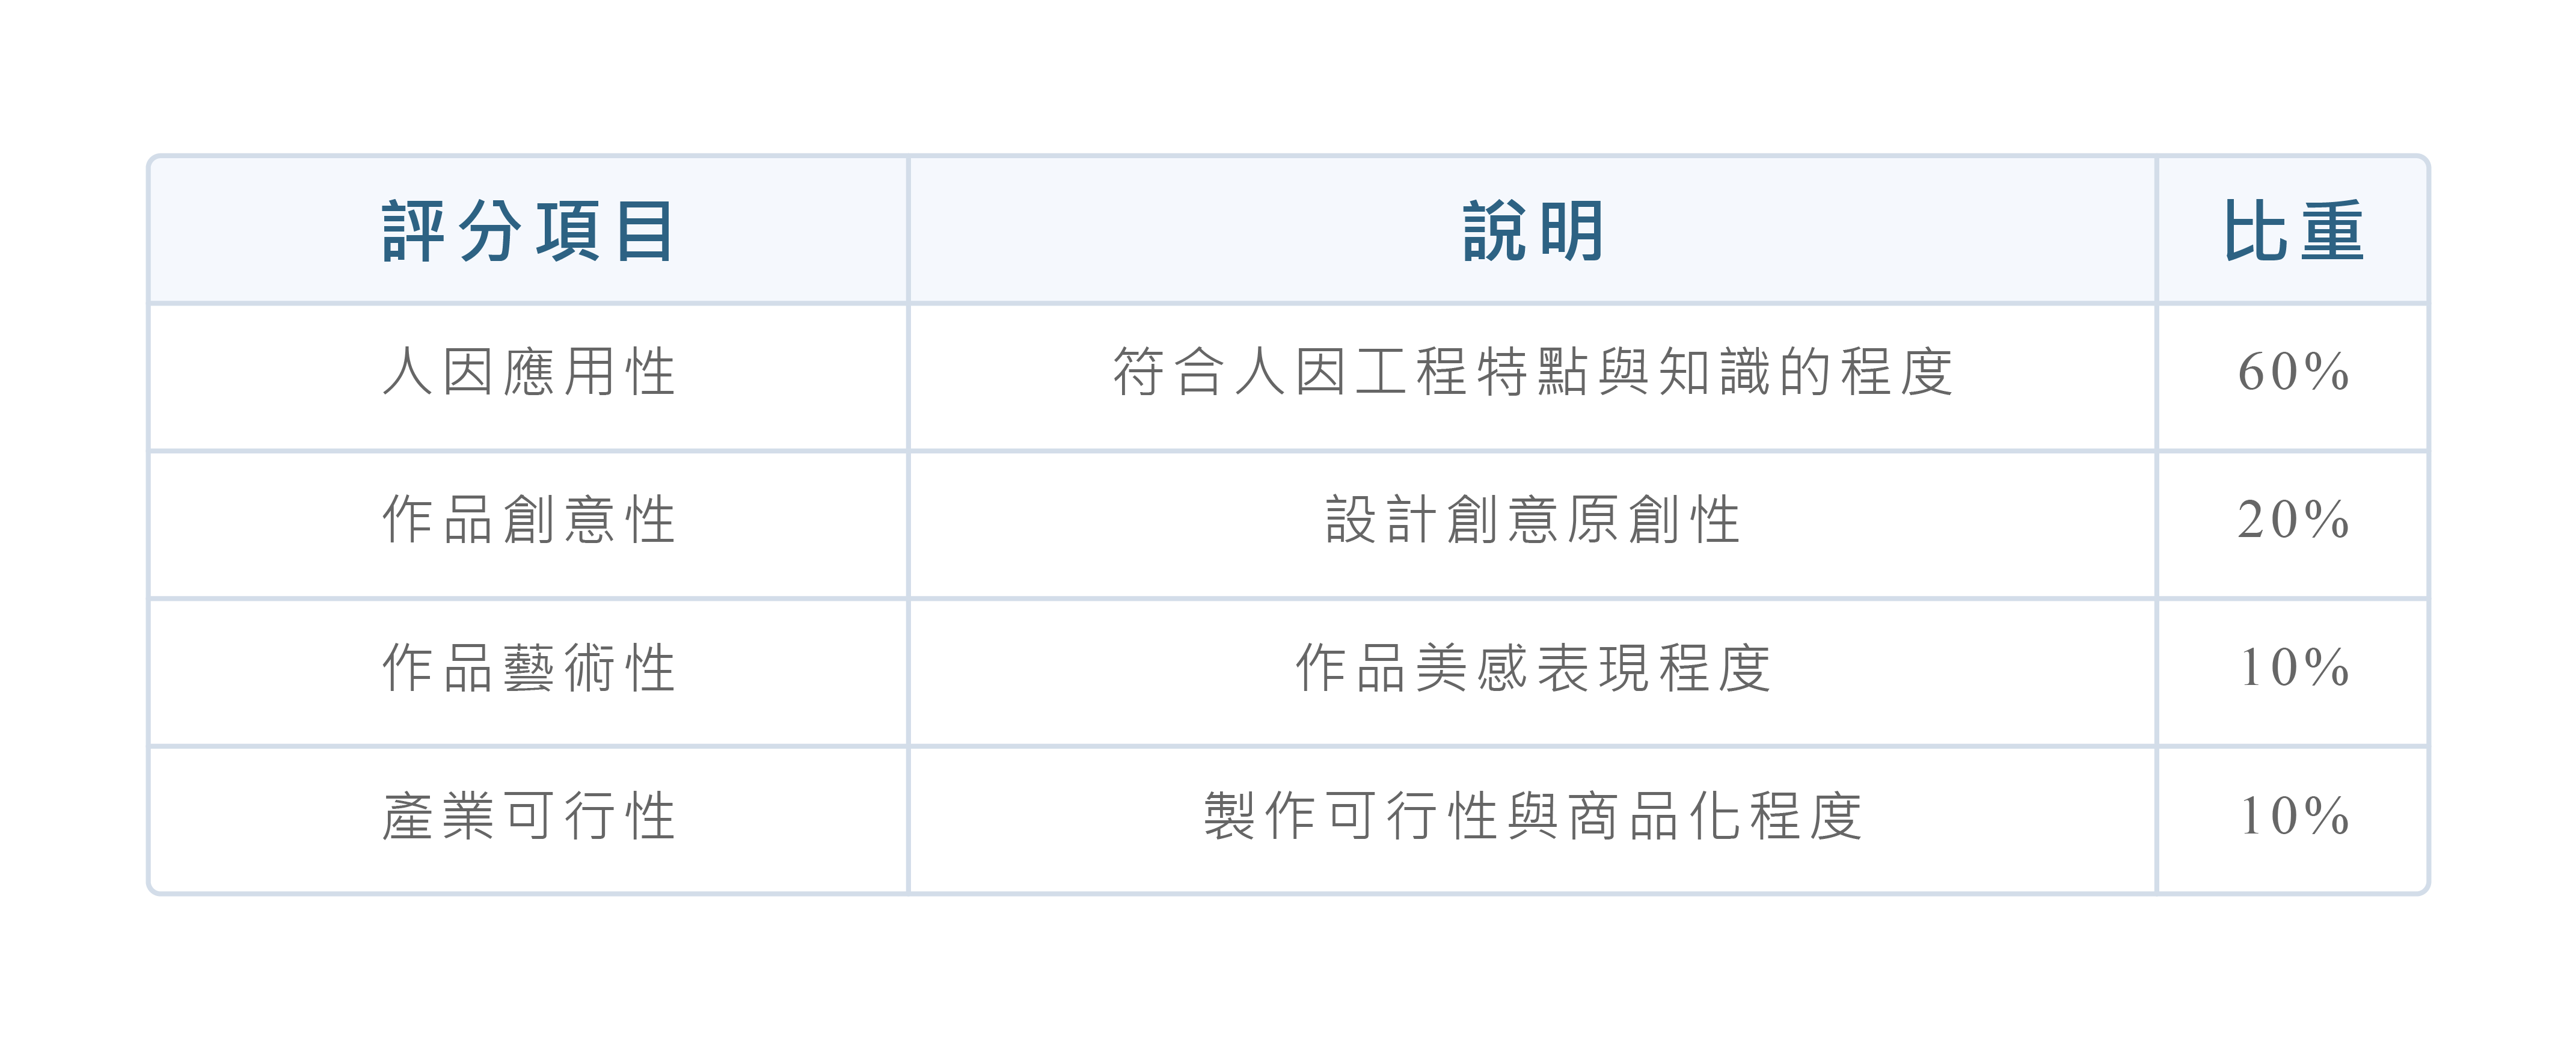 評分項目 說明 比重
人因應用性 符合人因工程特點與知識的程度 60%
作品創意性 設計創意原創性 20%
作品藝術性 作品美感表現程度 10%
產業可行性 製作可行性與商品化程度 10%